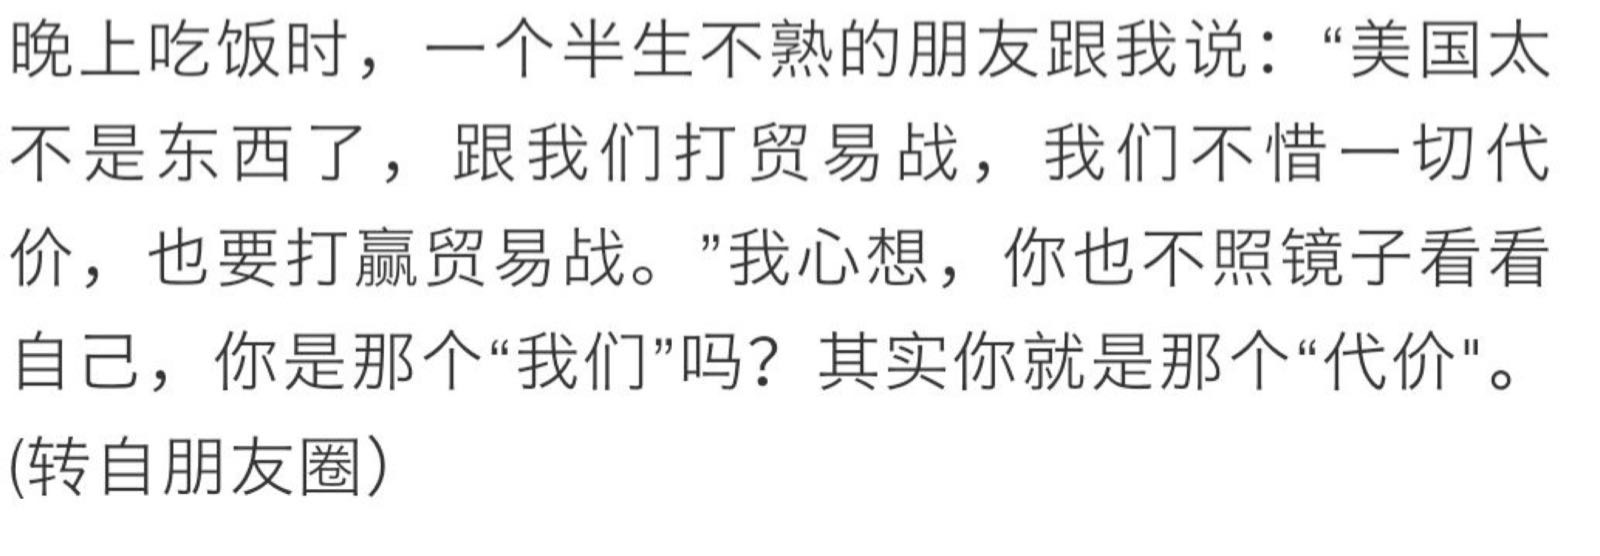 晚上吃饭时，一个半生不熟的朋友跟我说：“美国太
不是东西了，跟我们打贸易战，我们不惜一切代
价，也要打赢贸易战。”我心想，你也不照镜子看看
自己，你是那个“我们”吗？其实你就是那个“代价"。
(转自朋友圈）